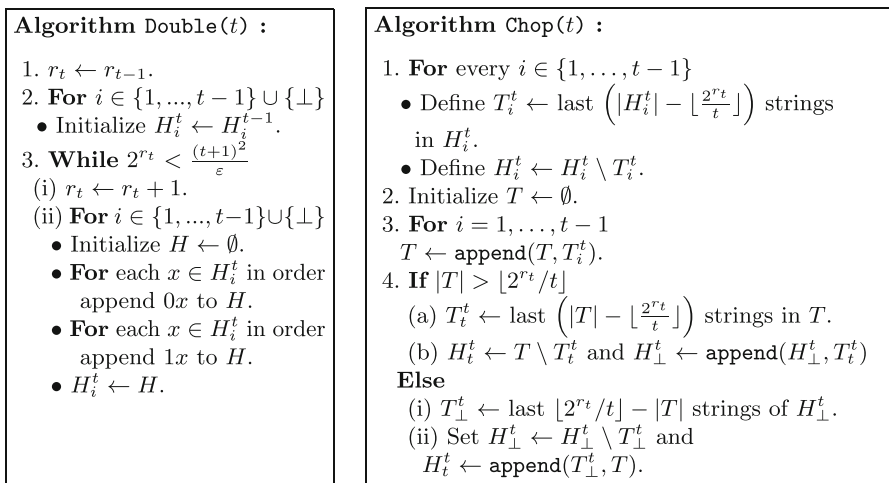 Algorithm Double(t) :
1. r_t ← r_{t−1}.
2. For i ∈ {1, ..., t − 1} ∪ {⊥}
• Initialize H_i^t ← H_i^{t−1}.
3. While 2^{r_t} < (t+1)^2/ε
(i) r_t ← r_t + 1.
(ii) For i ∈ {1, ..., t−1}∪{⊥}
• Initialize H ← ∅.
• For each x ∈ H_i^t in order
append 0x to H.
• For each x ∈ H_i^t in order
append 1x to H.
• H_i^t ← H.
Algorithm Chop(t) :
1. For every i ∈ {1, . . . , t − 1}
• Define T_i^t ← last (|H_i^t| − ⌊2^{r_t}/t⌋) strings
in H_i^t.
• Define H_i^t ← H_i^t \ T_i^t.
2. Initialize T ← ∅.
3. For i = 1, . . . , t − 1
T ← append(T, T_i^t).
4. If |T| > ⌊2^{r_t}/t⌋
(a) T_t^t ← last (|T| − ⌊2^{r_t}/t⌋) strings in T.
(b) H_t^t ← T \ T_t^t and H_⊥^t ← append(H_⊥^t, T_t^t)
Else
(i) T_⊥^t ← last ⌊2^{r_t}/t⌋ − |T| strings of H_⊥^t.
(ii) Set H_⊥^t ← H_⊥^t \ T_⊥^t and
H_t^t ← append(T_⊥^t, T).